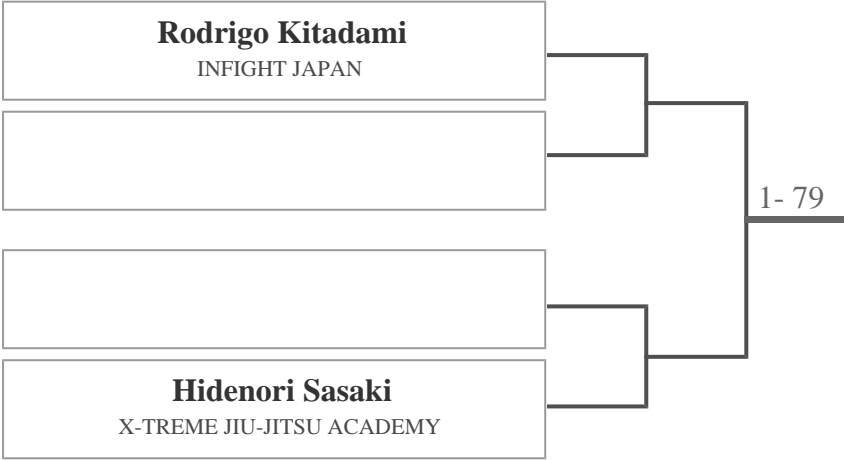 Rodrigo Kitadami
INFIGHT JAPAN
1- 79
Hidenori Sasaki
X-TREME JIU-JITSU ACADEMY